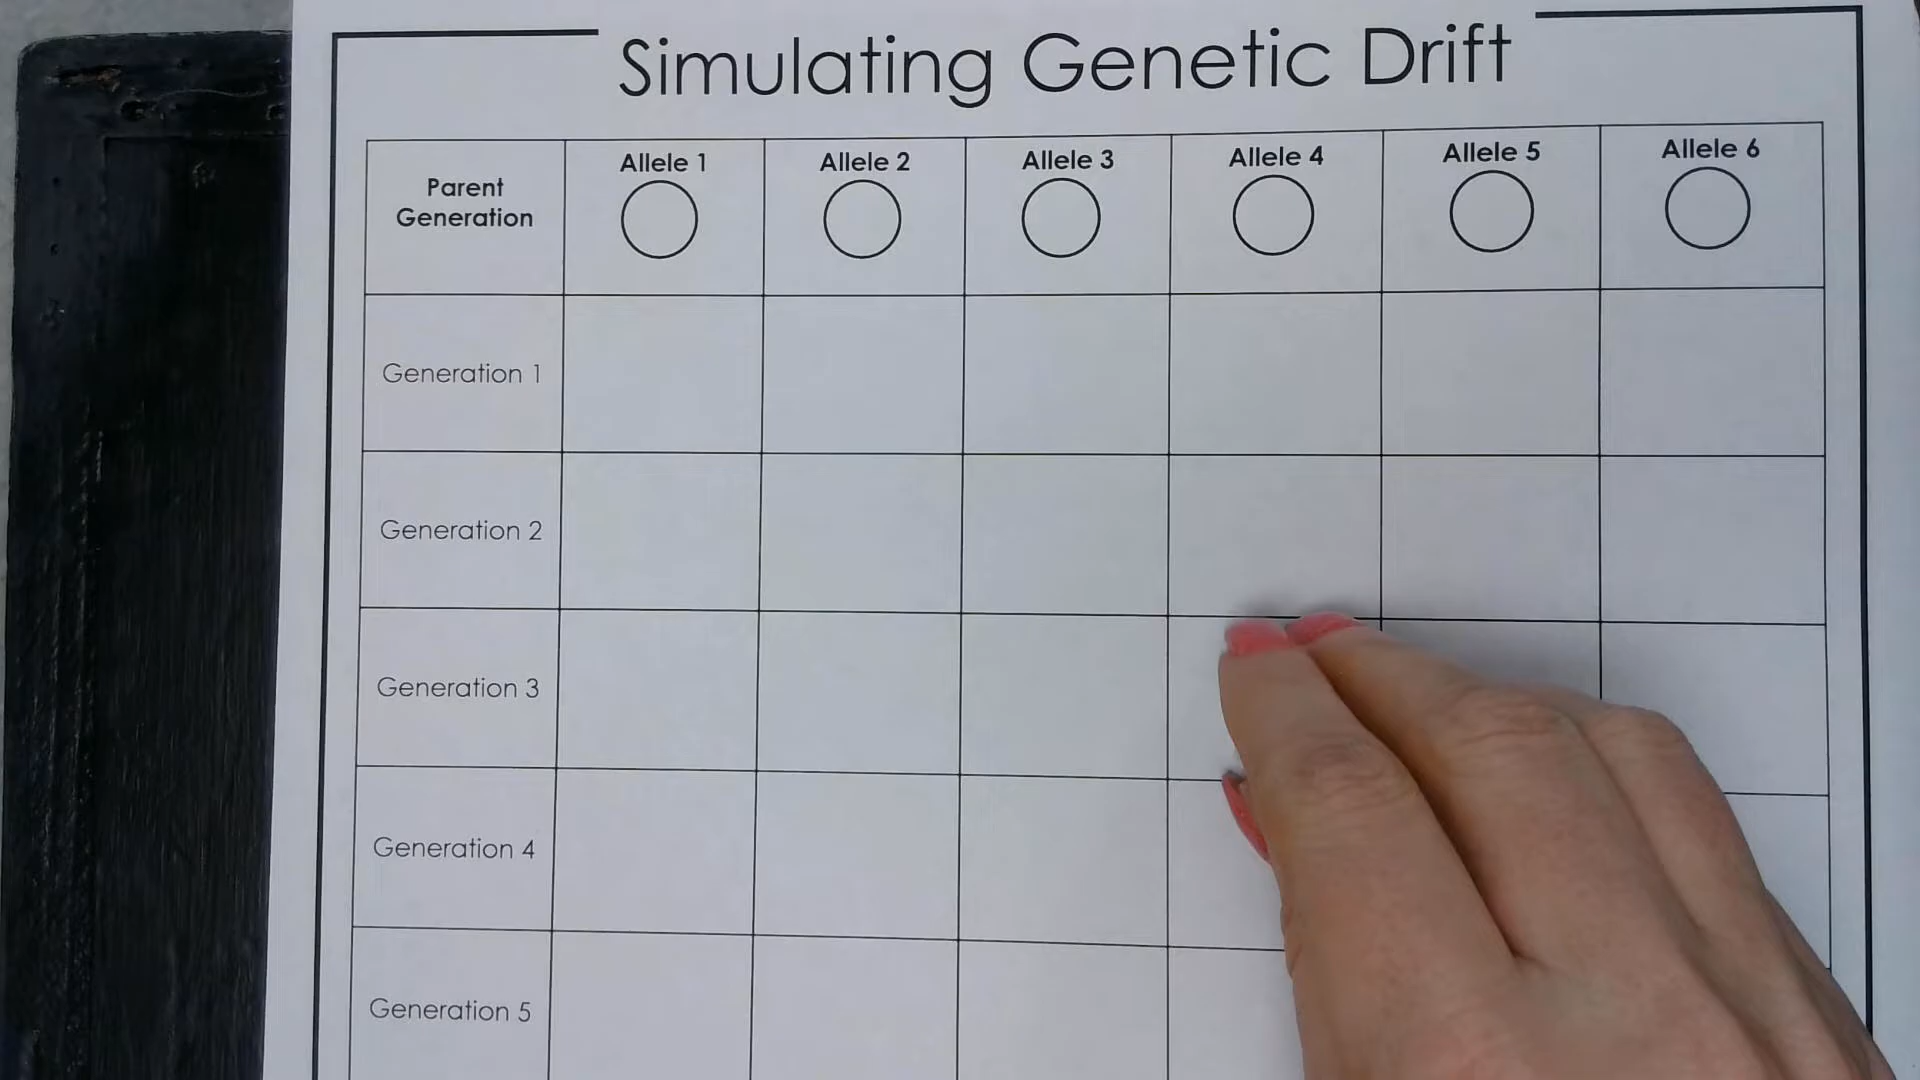 Simulating Genetic Drift
Parent
Generation
Allele 1
Allele 2
Allele 3
Allele 4
Allele 5
Allele 6
Generation 1
Generation 2
Generation 3
Generation 4
Generation 5